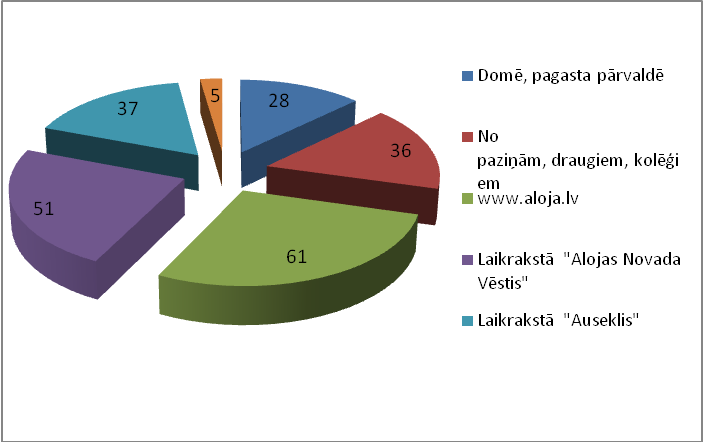 5
28
37
36
51
61
Domē, pagasta pārvaldē
No
paziņām, draugiem, kolēģi
em
www.aloja.lv
Laikrakstā "Alojas Novada
Vēstis"
Laikrakstā "Auseklis"